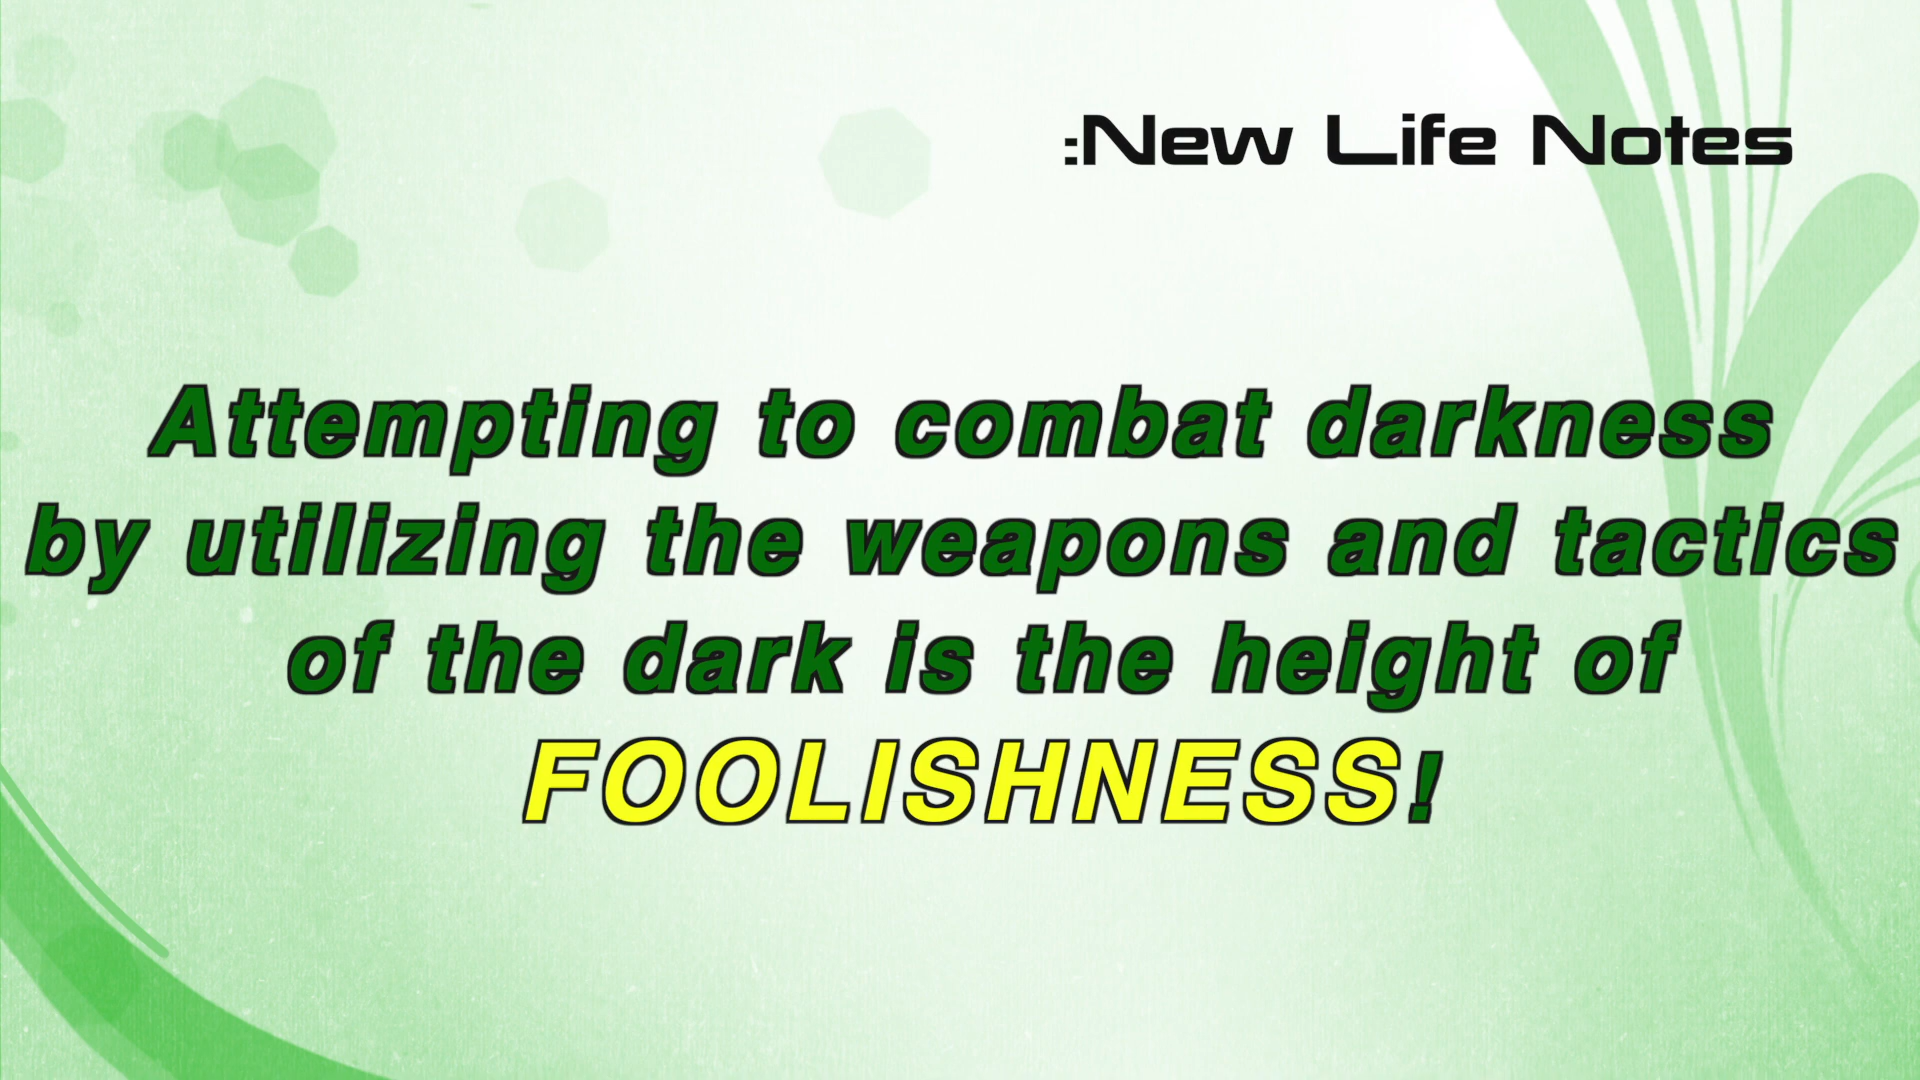 :New Life Notes
Attempting to combat darkness
by utilizing the weapons and tactics
of the dark is the height of
FOOLISHNESS!